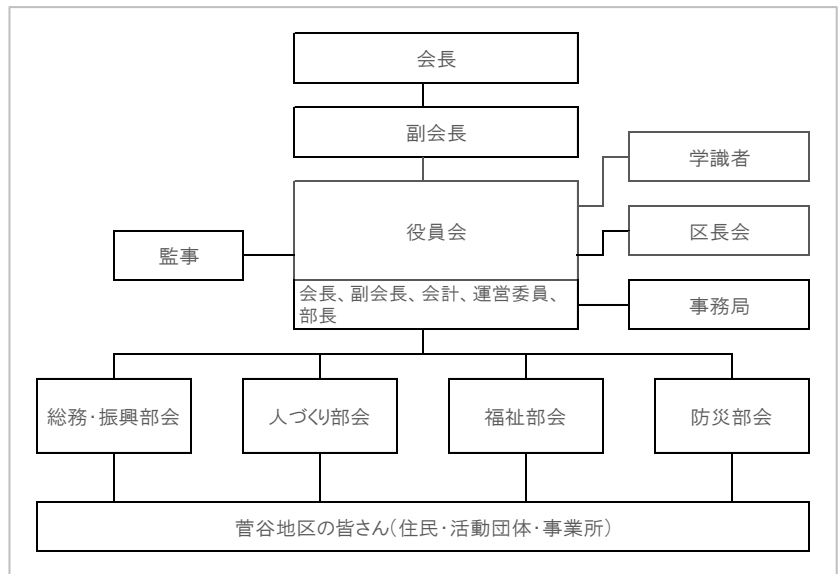 会長
副会長
学識者
役員会
区長会
監事
会長、副会長、会計、運営委員、
部長
事務局
総務・振興部会
人づくり部会
福祉部会
防災部会
菅谷地区の皆さん(住民・活動団体・事業所)